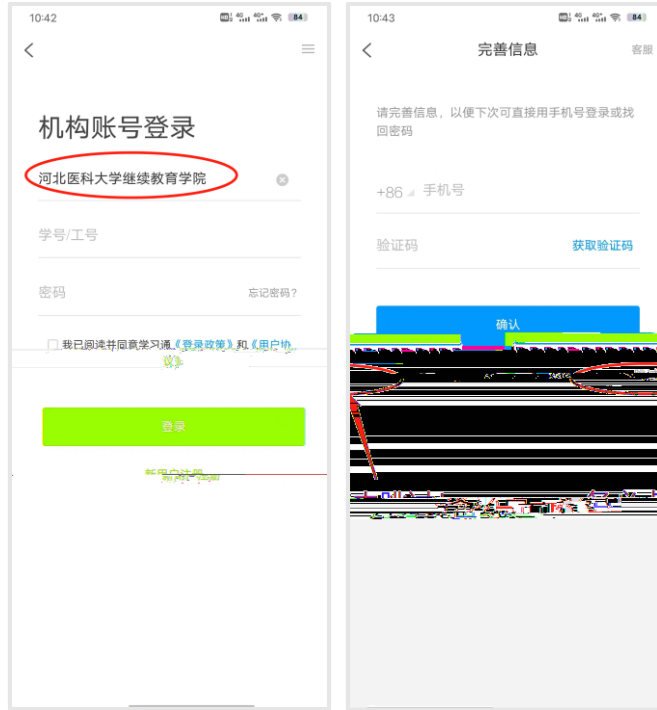 10:42
84
机构账号登录
河北医科大学继续教育学院
学号/工号
密码
忘记密码?
我已阅读并同意学习通《登录政策》和《用户协
议》
登录
新用户注册
10:43
84
完善信息
客服
请完善信息，以便下次可直接用手机号登录或找
回密码
+86
手机号
验证码
获取验证码
确认